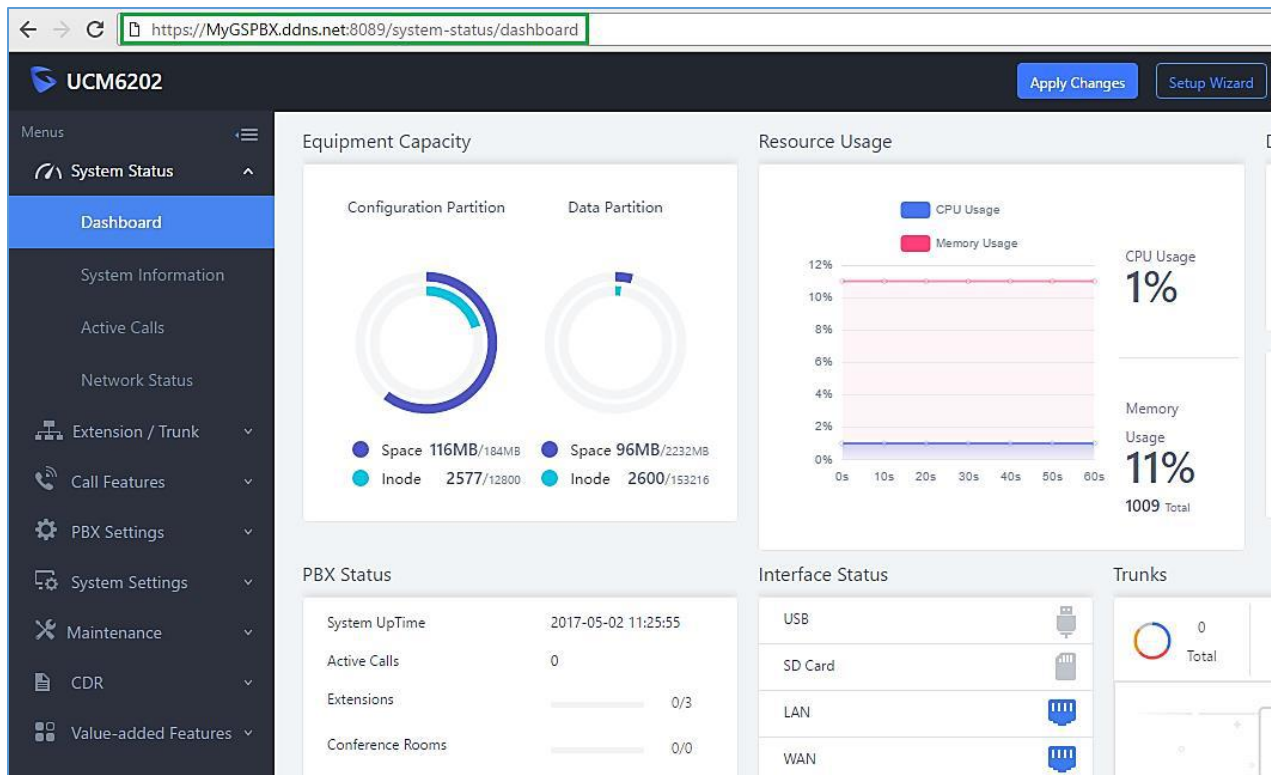 https://MyGSPBX.ddns.net:8089/system-status/dashboard
UCM6202
Apply Changes
Setup Wizard
Menus
System Status
Dashboard
System Information
Active Calls
Network Status
Extension / Trunk
Call Features
PBX Settings
System Settings
Maintenance
CDR
Value-added Features
Equipment Capacity
Configuration Partition
Data Partition
Space 116MB/184MB
Inode 2577/12800
Space 96MB/2232MB
Inode 2600/153216
Resource Usage
CPU Usage
Memory Usage
12%
10%
8%
6%
4%
2%
0%
0s 10s 20s 30s 40s 50s 60s
CPU Usage
1%
Memory
Usage
11%
1009 Total
PBX Status
System UpTime 2017-05-02 11:25:55
Active Calls 0
Extensions 0/3
Conference Rooms 0/0
Interface Status
USB
SD Card
LAN
WAN
Trunks
0
Total